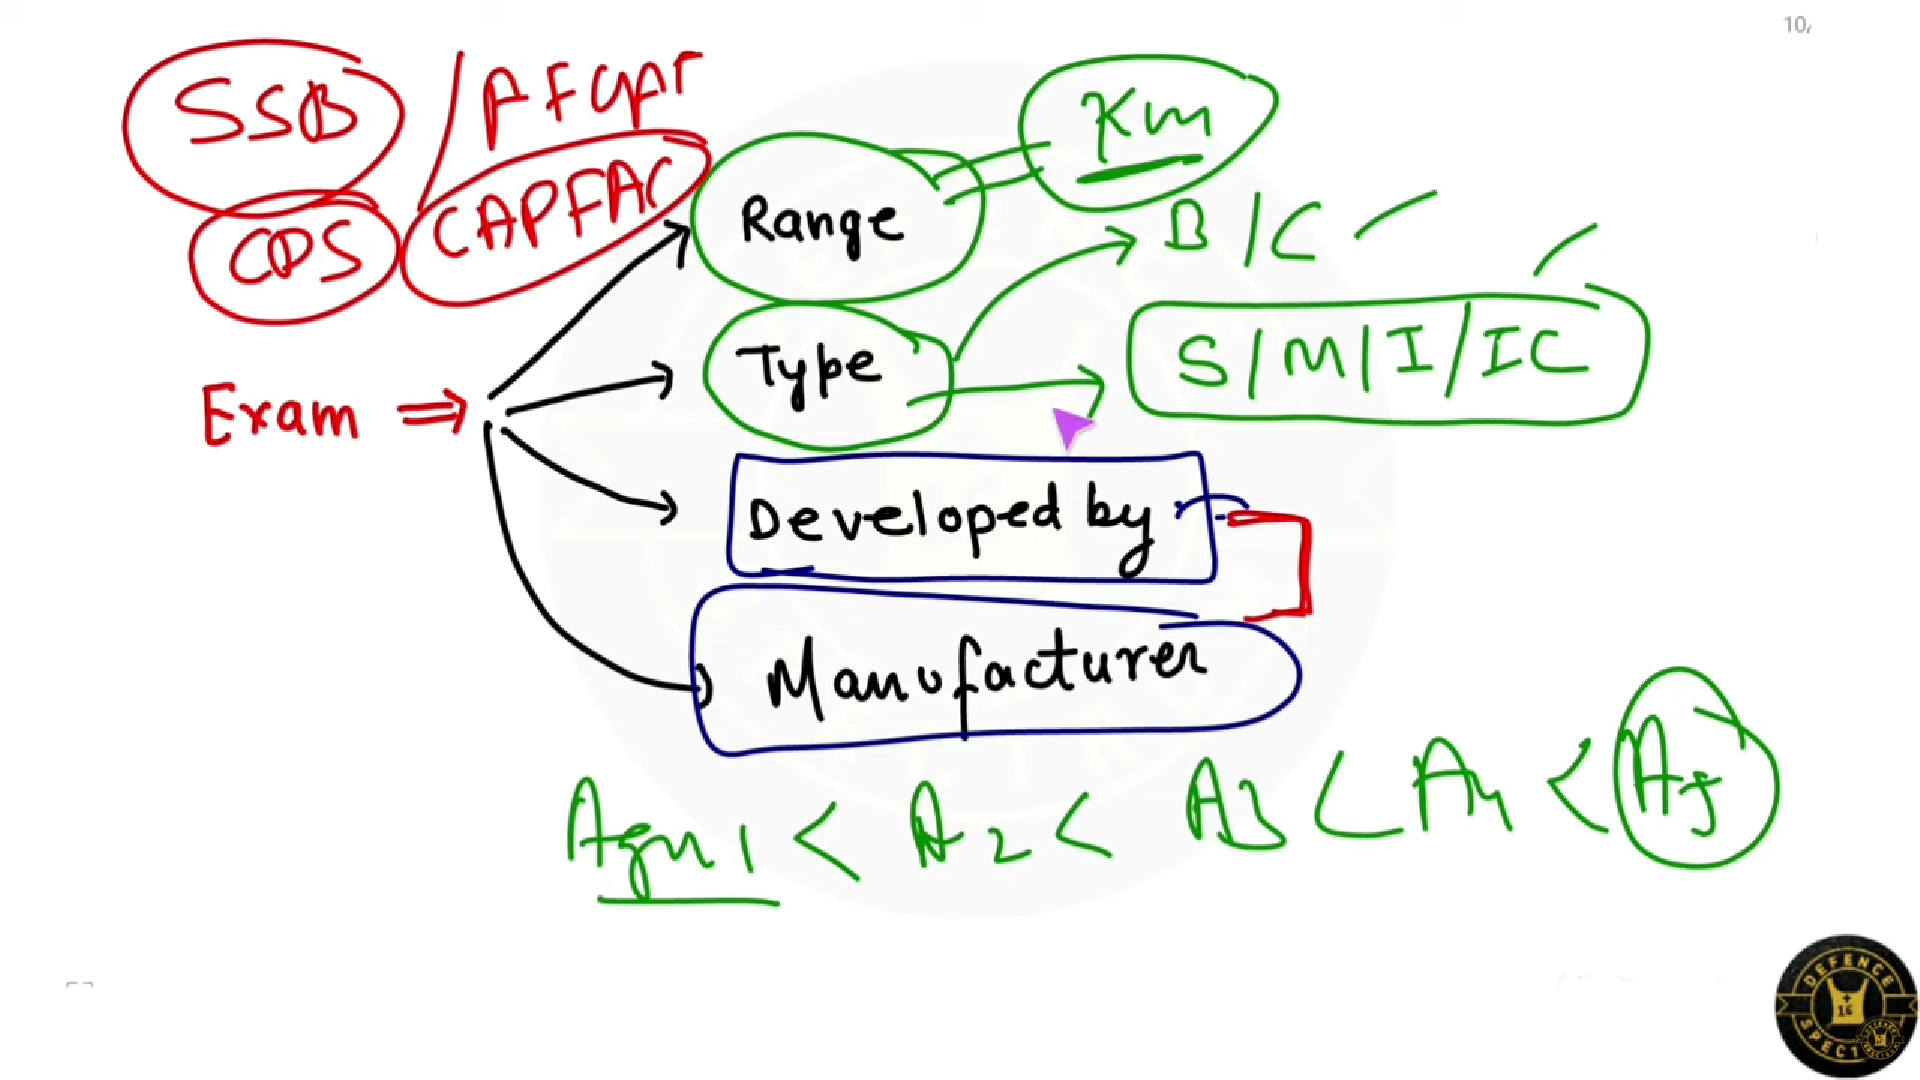 10/
SSB / AFCAT
CDS CAPFAC
Km
Range
B / C
Type
S / M / I / IC
Exam ⇒
Developed by
Manufacturer
Agni 1 < A2 < A3 < A4 < A5
DEFENCE
16